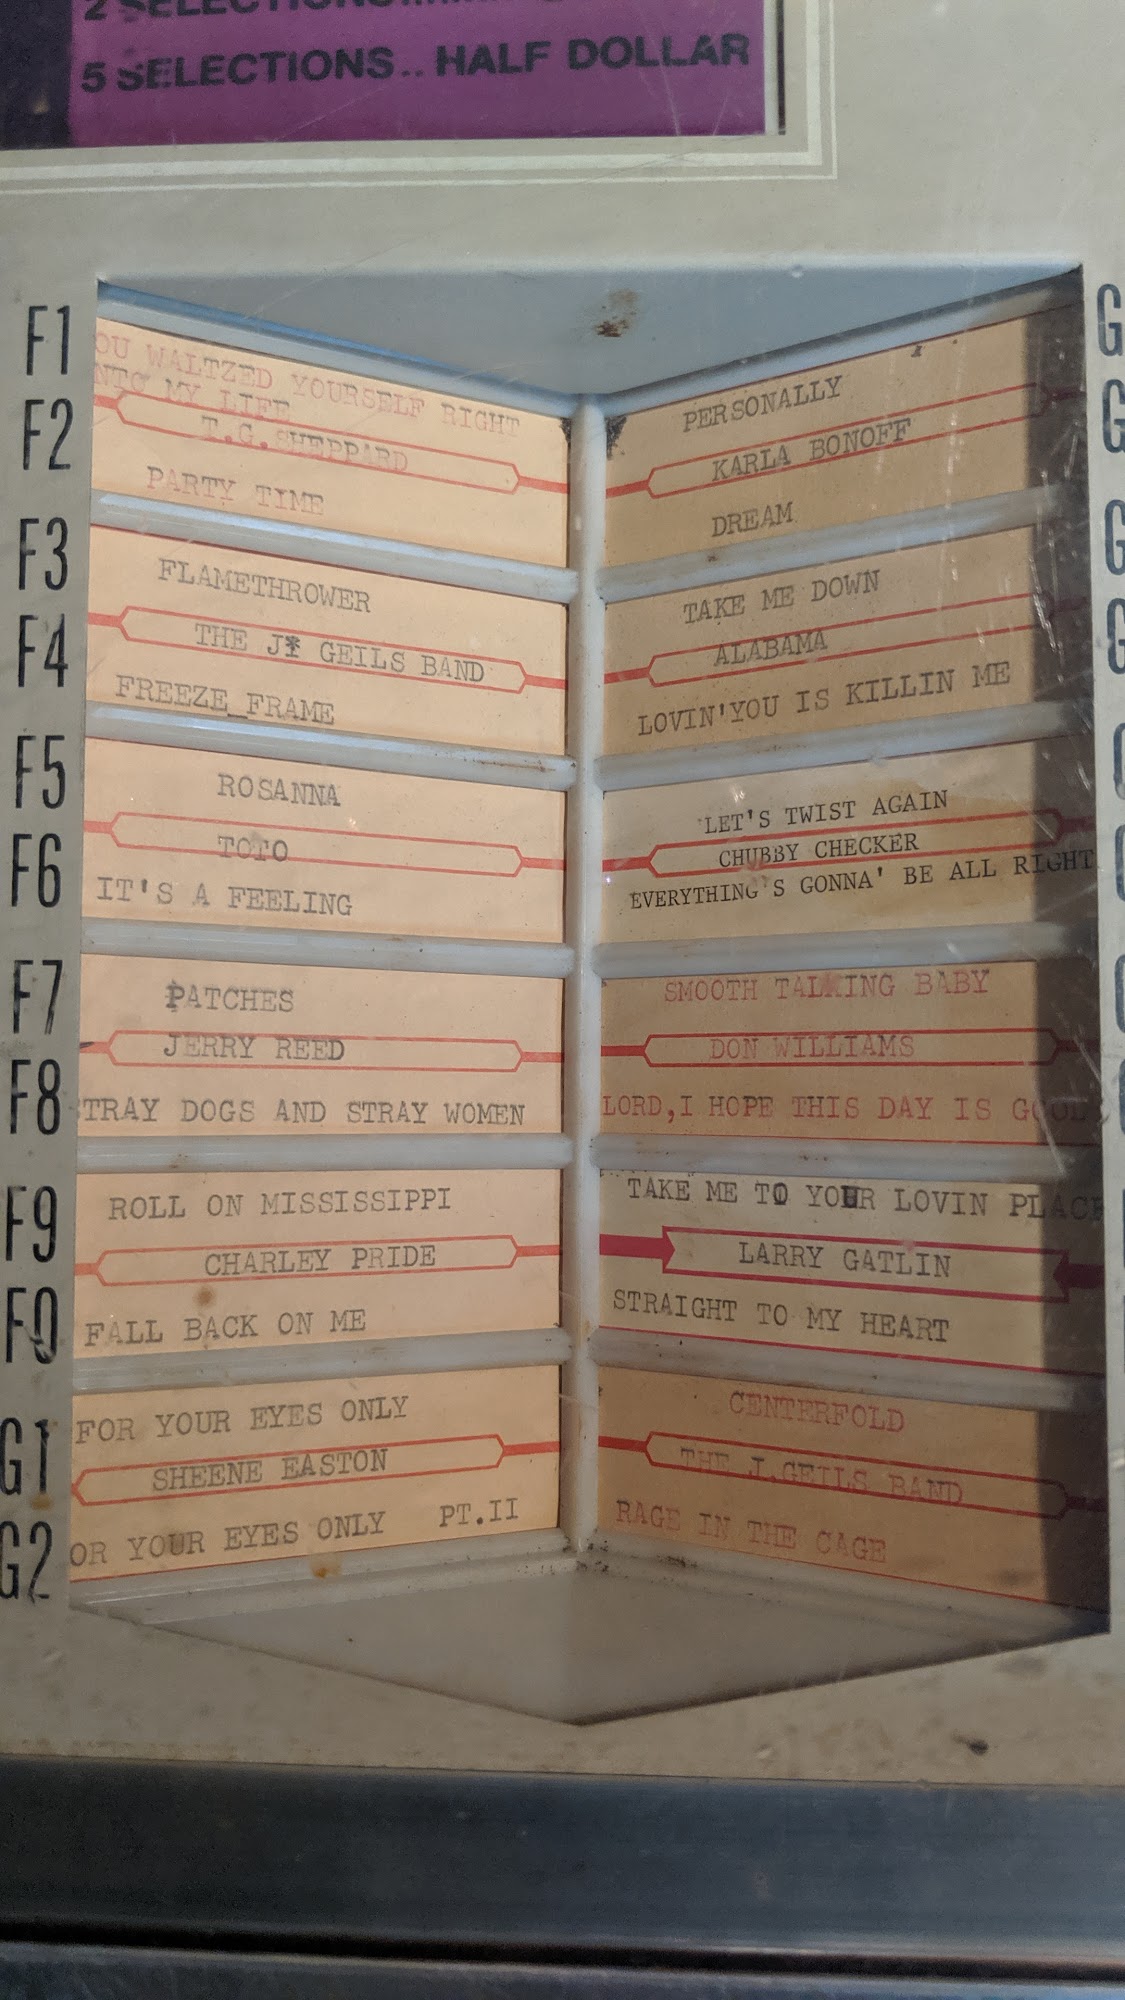 2 SELECTIONS
5 SELECTIONS.. HALF DOLLAR
F1
OU WALTZED YOURSELF RIGHT
NTO MY LIFE
F2
T.G.SHEPPARD
PARTY TIME
F3
FLAMETHROWER
THE J. GEILS BAND
F4
FREEZE_FRAME
F5
ROSANNA
TOTO
F6
IT'S A FEELING
F7
PATCHES
JERRY REED
F8
TRAY DOGS AND STRAY WOMEN
F9
ROLL ON MISSISSIPPI
CHARLEY PRIDE
F0
FALL BACK ON ME
G1
FOR YOUR EYES ONLY
SHEENE EASTON
G2
OR YOUR EYES ONLY PT.II
G
PERSONALLY
G
KARLA BONOFF
DREAM
G
TAKE ME DOWN
G
ALABAMA
LOVIN'YOU IS KILLIN ME
LET'S TWIST AGAIN
CHUBBY CHECKER
EVERYTHING'S GONNA' BE ALL RIGHT
SMOOTH TALKING BABY
DON WILLIAMS
LORD,I HOPE THIS DAY IS GOOD
TAKE ME TO YOUR LOVIN PLACE
LARRY GATLIN
STRAIGHT TO MY HEART
CENTERFOLD
THE J.GEILS BAND
RAGE IN THE CAGE